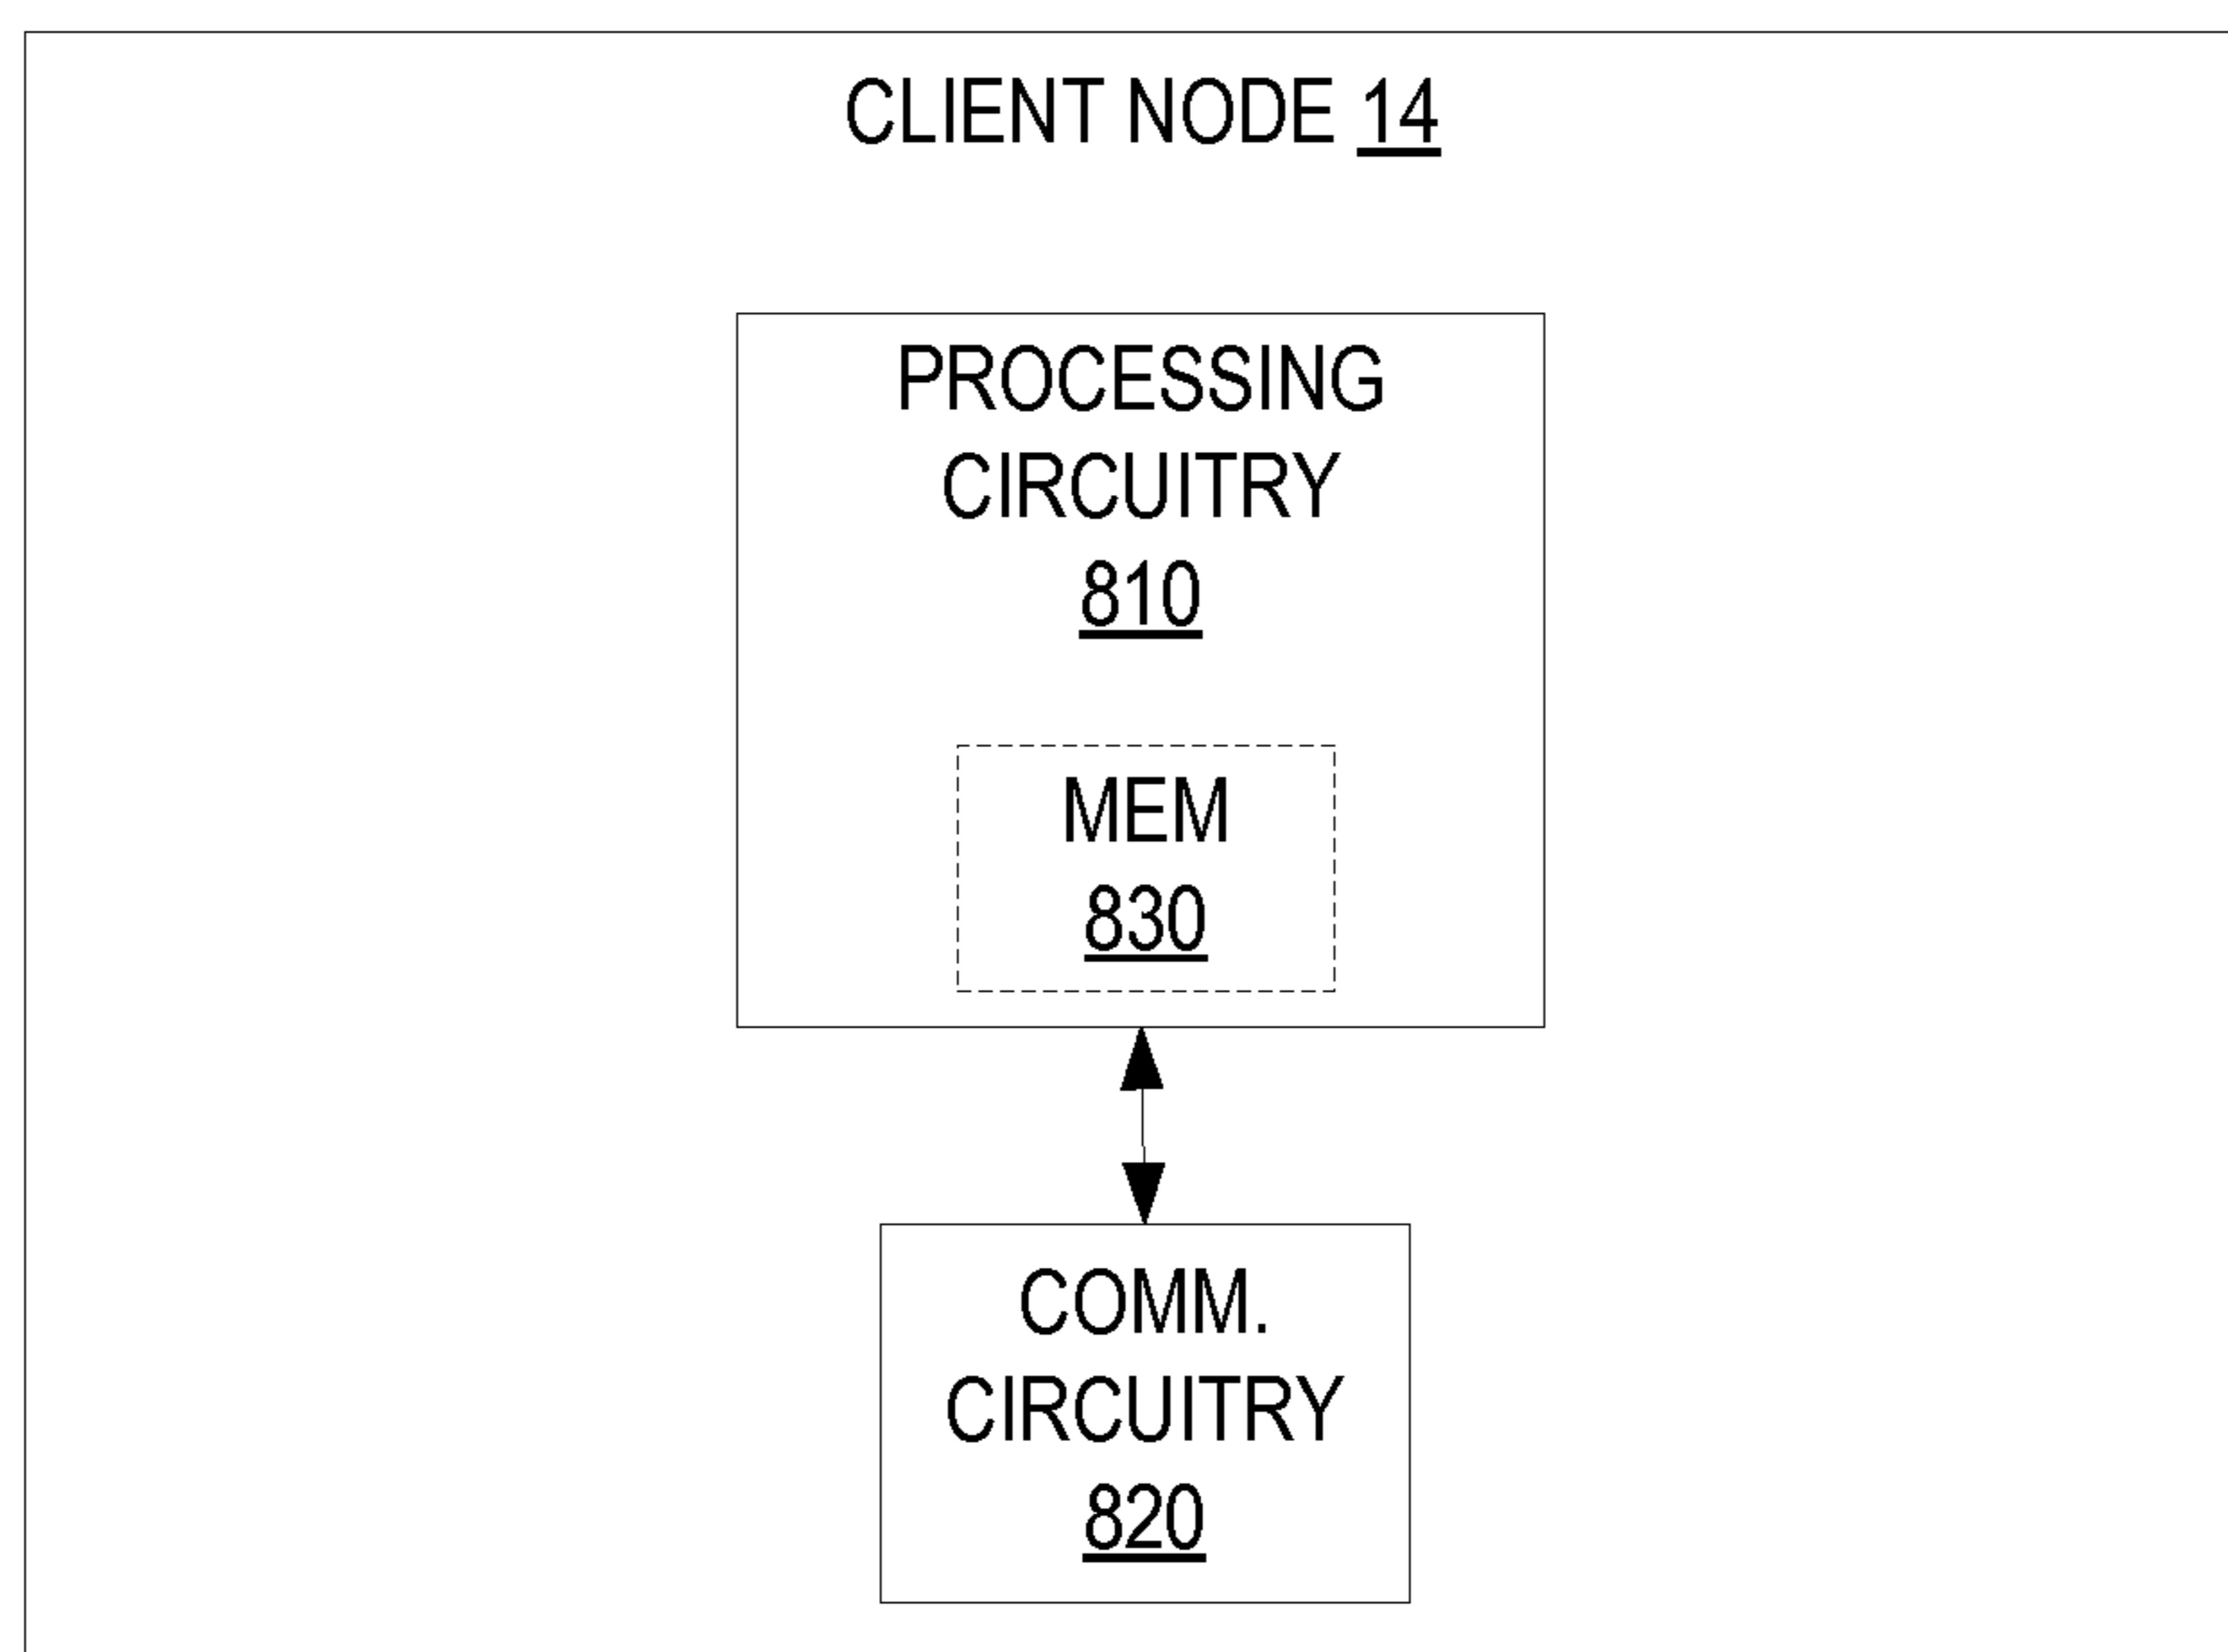 CLIENT NODE 14
PROCESSING
CIRCUITRY
810
MEM
830
COMM.
CIRCUITRY
820